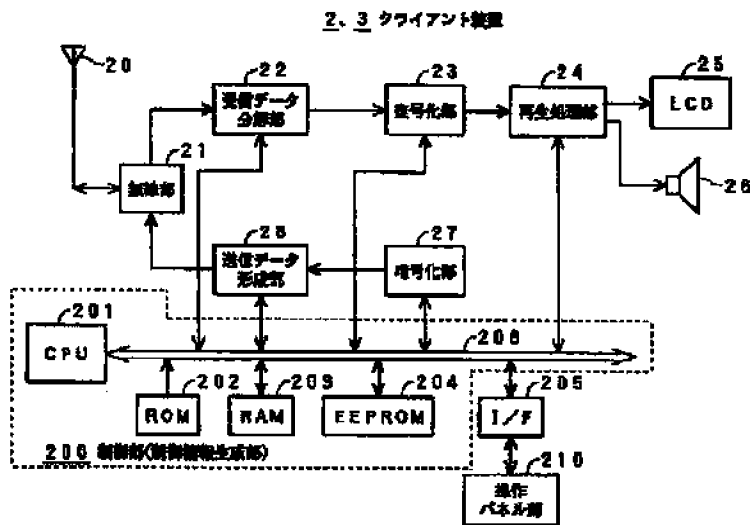 2、3 クライアント装置
20
22
受信データ
分解部
23
復号化部
24
再生処理部
25
LCD
26
21
無線部
28
送信データ
形成部
27
暗号化部
201
CPU
206
202
ROM
203
RAM
204
EEPROM
205
I/F
200 制御部(制御情報生成部)
210
操作
パネル部